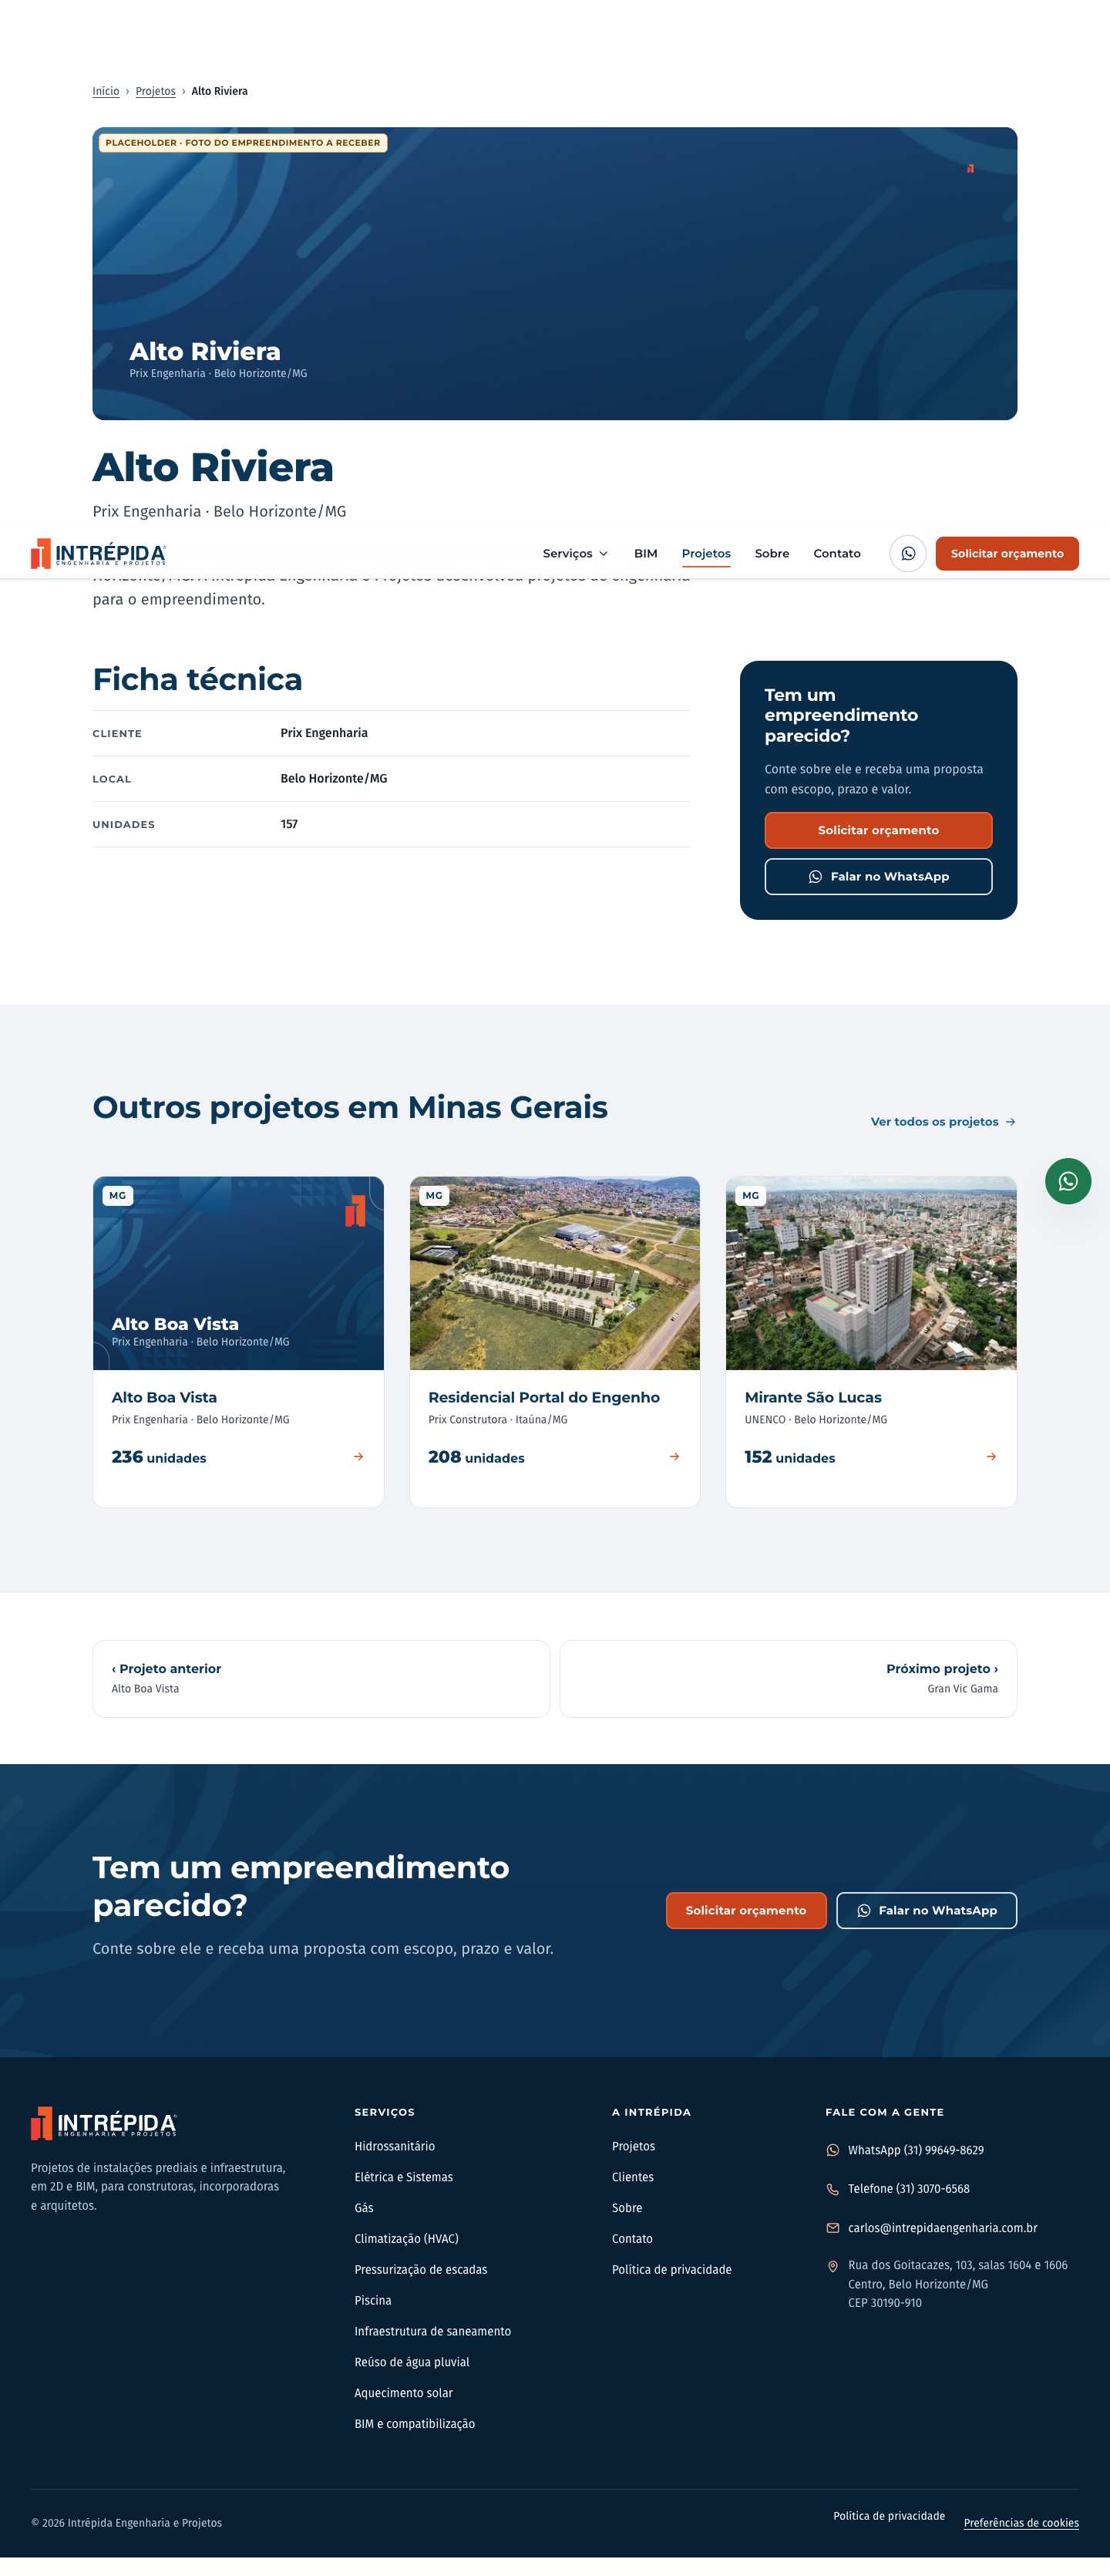 Início › Projetos › Alto Riviera
PLACEHOLDER · FOTO DO EMPREENDIMENTO A RECEBER
Alto Riviera
Prix Engenharia · Belo Horizonte/MG
Alto Riviera
Prix Engenharia · Belo Horizonte/MG
INTRÉPIDA
ENGENHARIA E PROJETOS
Serviços
BIM
Projetos
Sobre
Contato
Solicitar orçamento
para o empreendimento.
Ficha técnica
CLIENTE
Prix Engenharia
LOCAL
Belo Horizonte/MG
UNIDADES
157
Tem um
empreendimento
parecido?
Conte sobre ele e receba uma proposta
com escopo, prazo e valor.
Solicitar orçamento
Falar no WhatsApp
Outros projetos em Minas Gerais
Ver todos os projetos →
MG
Alto Boa Vista
Prix Engenharia · Belo Horizonte/MG
Alto Boa Vista
Prix Engenharia · Belo Horizonte/MG
236 unidades →
MG
Residencial Portal do Engenho
Prix Construtora · Itaúna/MG
208 unidades →
MG
Mirante São Lucas
UNENCO · Belo Horizonte/MG
152 unidades →
‹ Projeto anterior
Alto Boa Vista
Próximo projeto ›
Gran Vic Gama
Tem um empreendimento
parecido?
Conte sobre ele e receba uma proposta com escopo, prazo e valor.
Solicitar orçamento
Falar no WhatsApp
INTRÉPIDA
ENGENHARIA E PROJETOS
Projetos de instalações prediais e infraestrutura,
em 2D e BIM, para construtoras, incorporadoras
e arquitetos.
SERVIÇOS
Hidrossanitário
Elétrica e Sistemas
Gás
Climatização (HVAC)
Pressurização de escadas
Piscina
Infraestrutura de saneamento
Reúso de água pluvial
Aquecimento solar
BIM e compatibilização
A INTRÉPIDA
Projetos
Clientes
Sobre
Contato
Política de privacidade
FALE COM A GENTE
WhatsApp (31) 99649-8629
Telefone (31) 3070-6568
carlos@intrepidaengenharia.com.br
Rua dos Goitacazes, 103, salas 1604 e 1606
Centro, Belo Horizonte/MG
CEP 30190-910
© 2026 Intrépida Engenharia e Projetos
Política de privacidade
Preferências de cookies